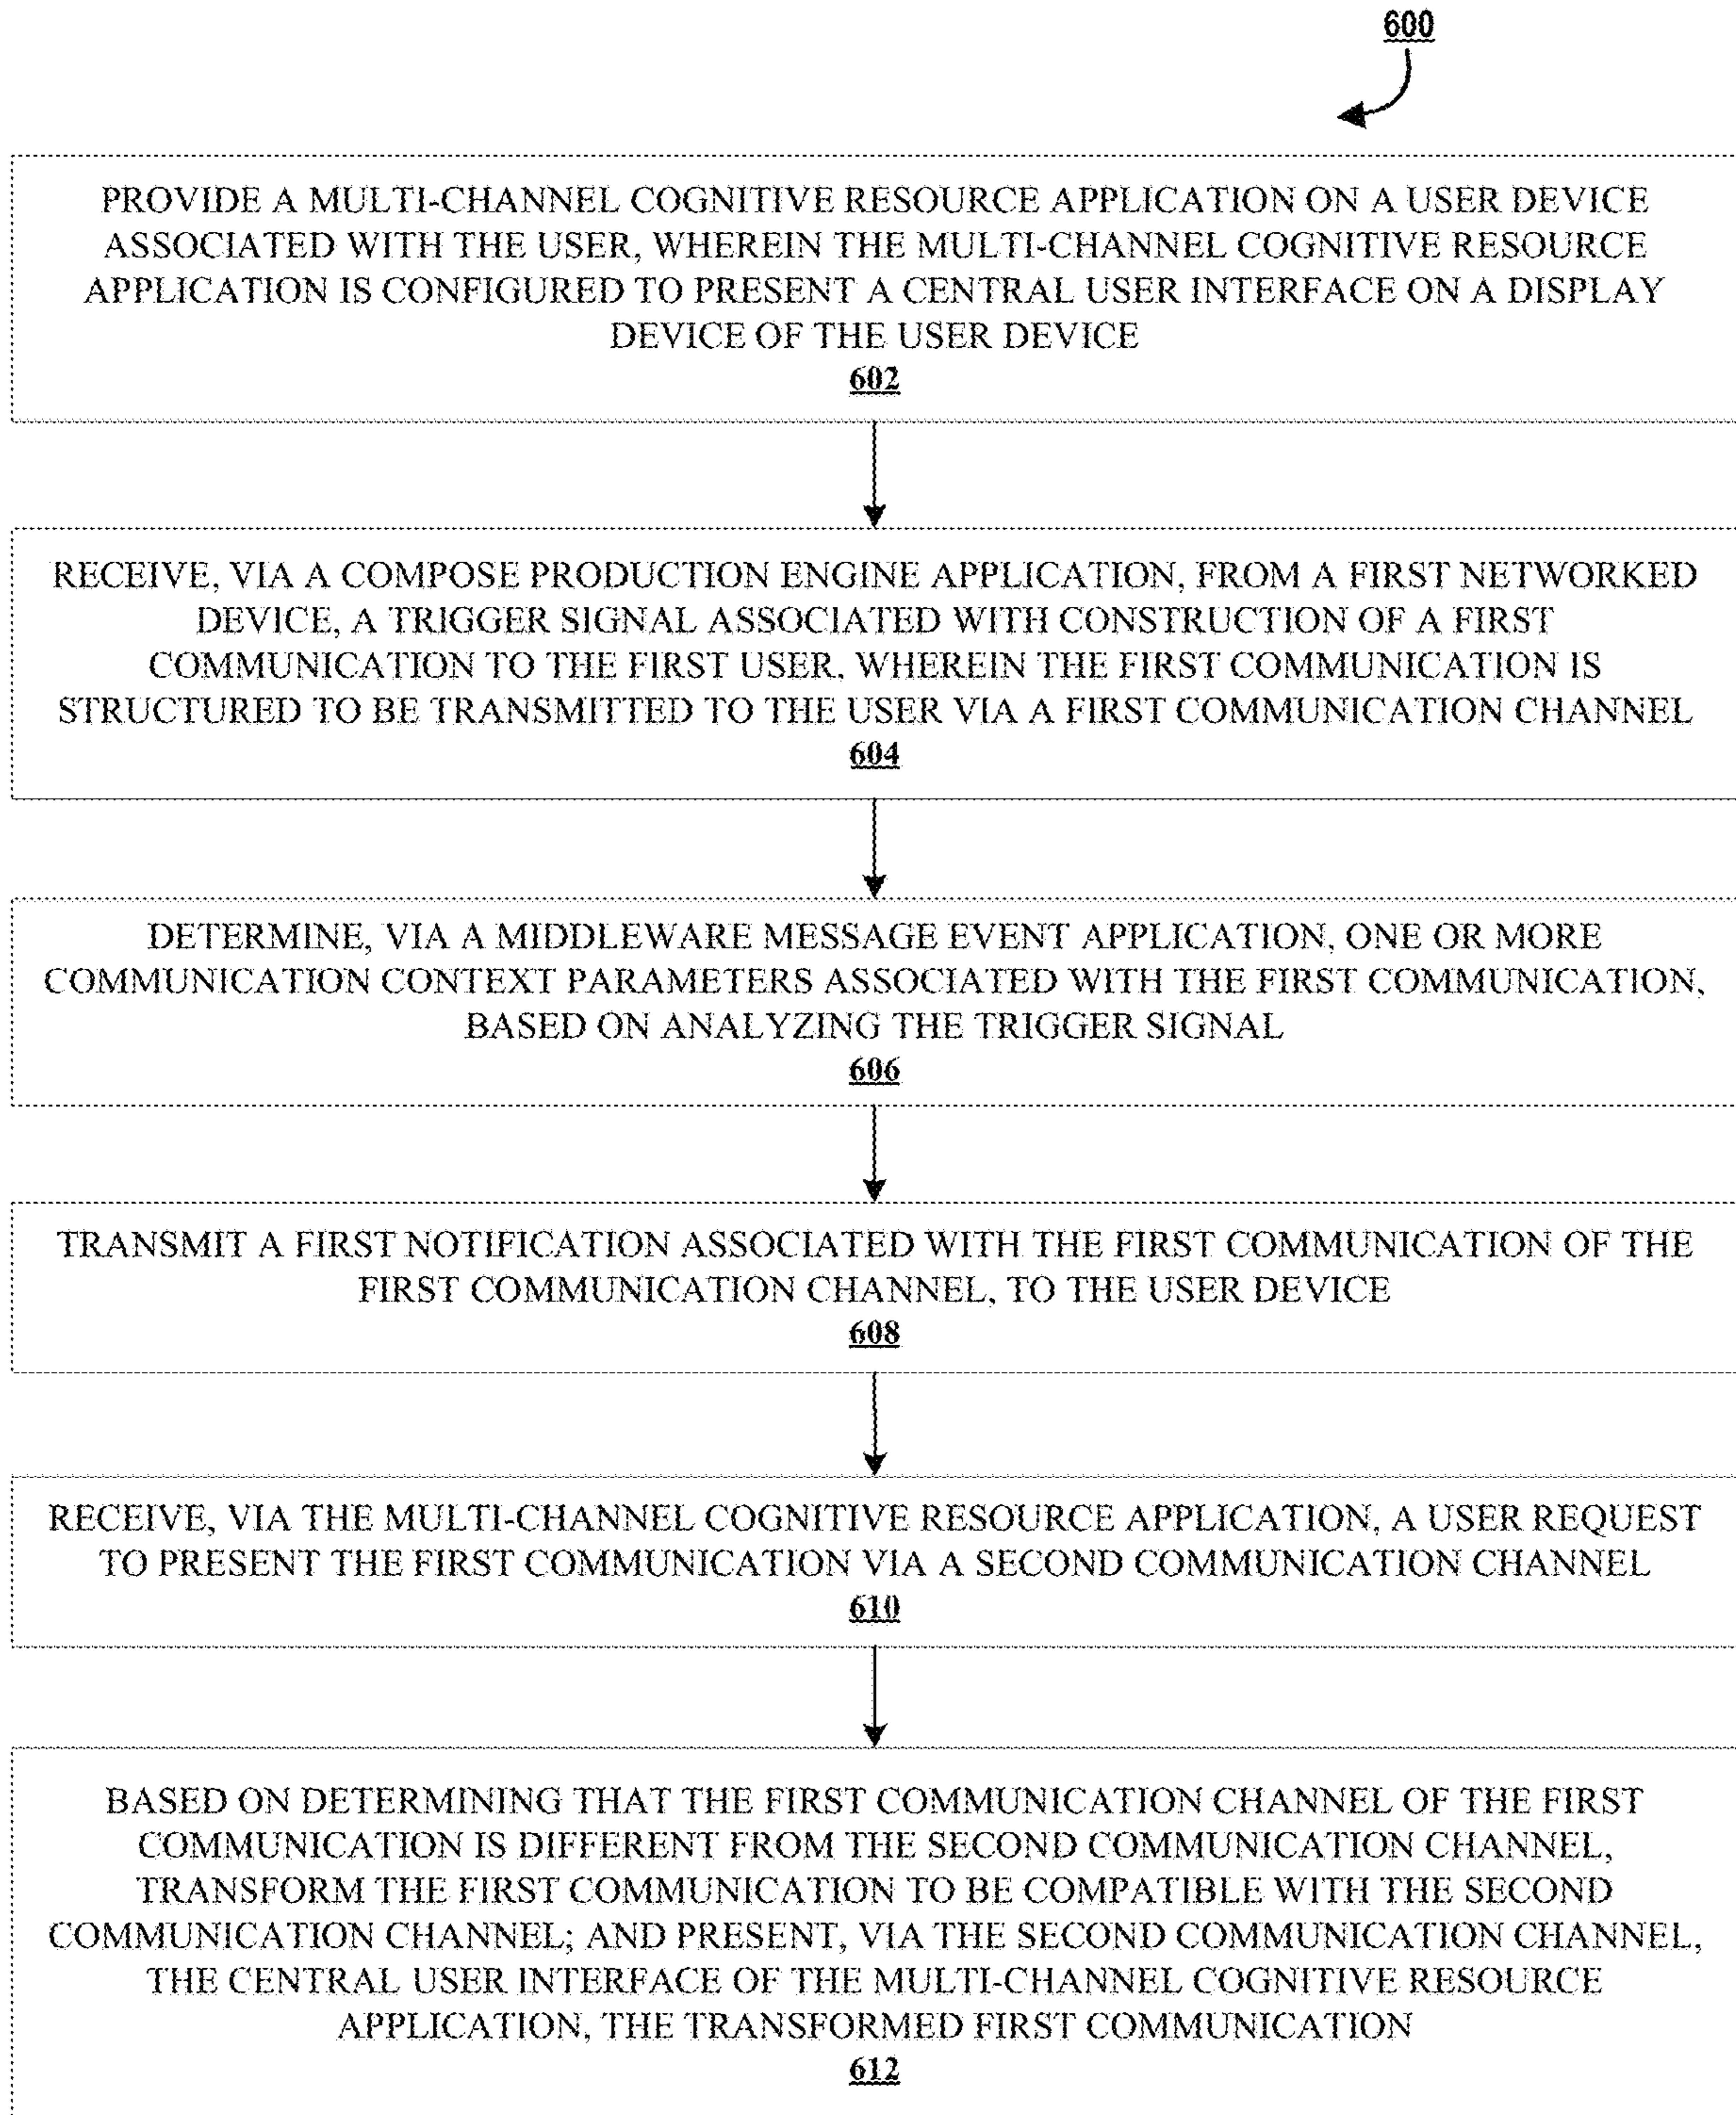 600
PROVIDE A MULTI-CHANNEL COGNITIVE RESOURCE APPLICATION ON A USER DEVICE
ASSOCIATED WITH THE USER, WHEREIN THE MULTI-CHANNEL COGNITIVE RESOURCE
APPLICATION IS CONFIGURED TO PRESENT A CENTRAL USER INTERFACE ON A DISPLAY
DEVICE OF THE USER DEVICE
602
RECEIVE, VIA A COMPOSE PRODUCTION ENGINE APPLICATION, FROM A FIRST NETWORKED
DEVICE, A TRIGGER SIGNAL ASSOCIATED WITH CONSTRUCTION OF A FIRST
COMMUNICATION TO THE FIRST USER, WHEREIN THE FIRST COMMUNICATION IS
STRUCTURED TO BE TRANSMITTED TO THE USER VIA A FIRST COMMUNICATION CHANNEL
604
DETERMINE, VIA A MIDDLEWARE MESSAGE EVENT APPLICATION, ONE OR MORE
COMMUNICATION CONTEXT PARAMETERS ASSOCIATED WITH THE FIRST COMMUNICATION,
BASED ON ANALYZING THE TRIGGER SIGNAL
606
TRANSMIT A FIRST NOTIFICATION ASSOCIATED WITH THE FIRST COMMUNICATION OF THE
FIRST COMMUNICATION CHANNEL, TO THE USER DEVICE
608
RECEIVE, VIA THE MULTI-CHANNEL COGNITIVE RESOURCE APPLICATION, A USER REQUEST
TO PRESENT THE FIRST COMMUNICATION VIA A SECOND COMMUNICATION CHANNEL
610
BASED ON DETERMINING THAT THE FIRST COMMUNICATION CHANNEL OF THE FIRST
COMMUNICATION IS DIFFERENT FROM THE SECOND COMMUNICATION CHANNEL,
TRANSFORM THE FIRST COMMUNICATION TO BE COMPATIBLE WITH THE SECOND
COMMUNICATION CHANNEL; AND PRESENT, VIA THE SECOND COMMUNICATION CHANNEL,
THE CENTRAL USER INTERFACE OF THE MULTI-CHANNEL COGNITIVE RESOURCE
APPLICATION, THE TRANSFORMED FIRST COMMUNICATION
612